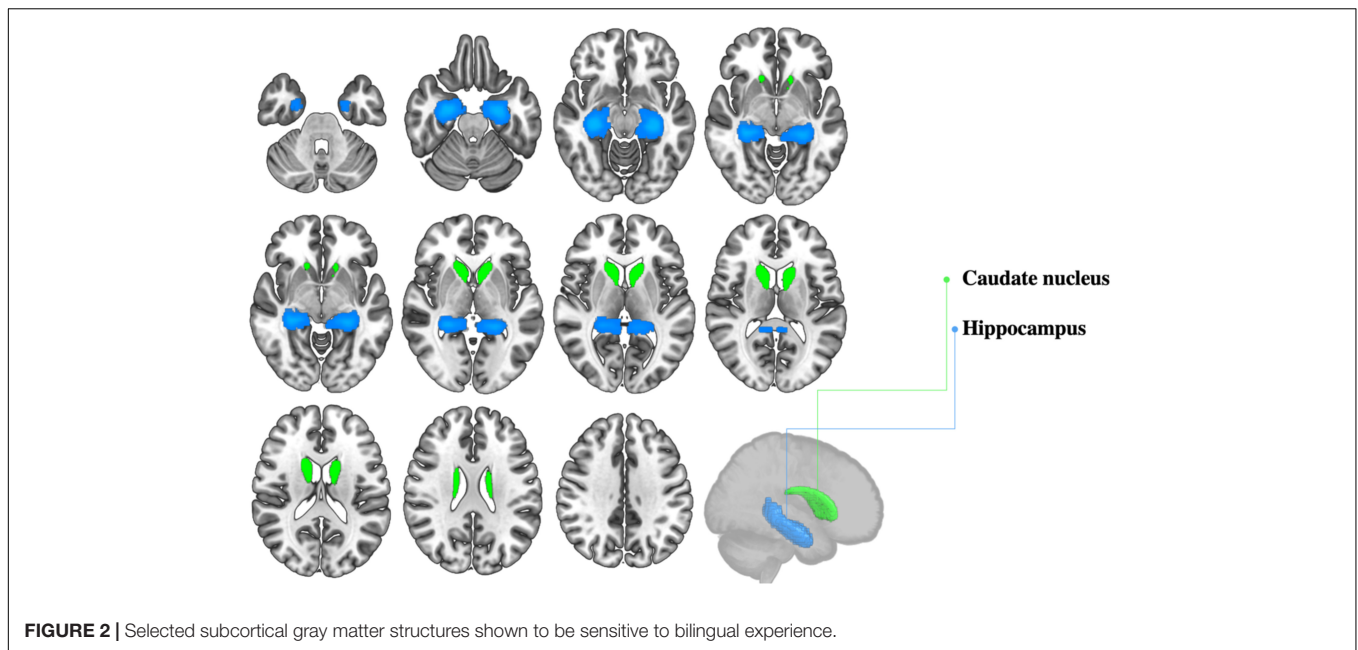 Caudate nucleus
Hippocampus
FIGURE 2 | Selected subcortical gray matter structures shown to be sensitive to bilingual experience.